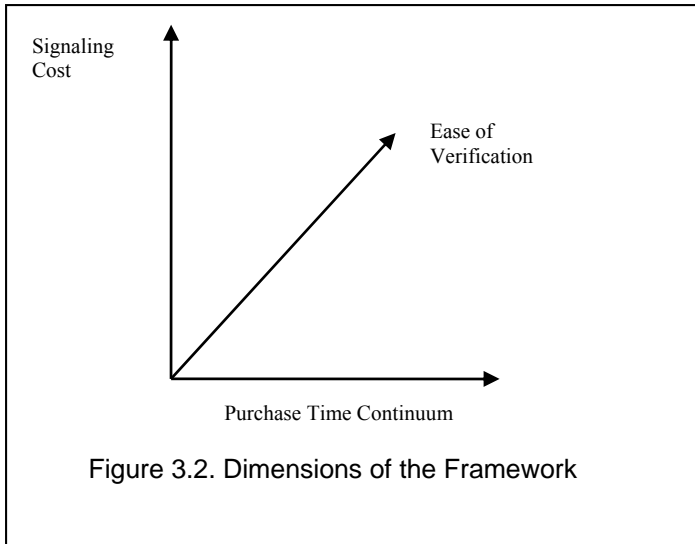 Signaling
Cost
Ease of
Verification
Purchase Time Continuum
Figure 3.2. Dimensions of the Framework